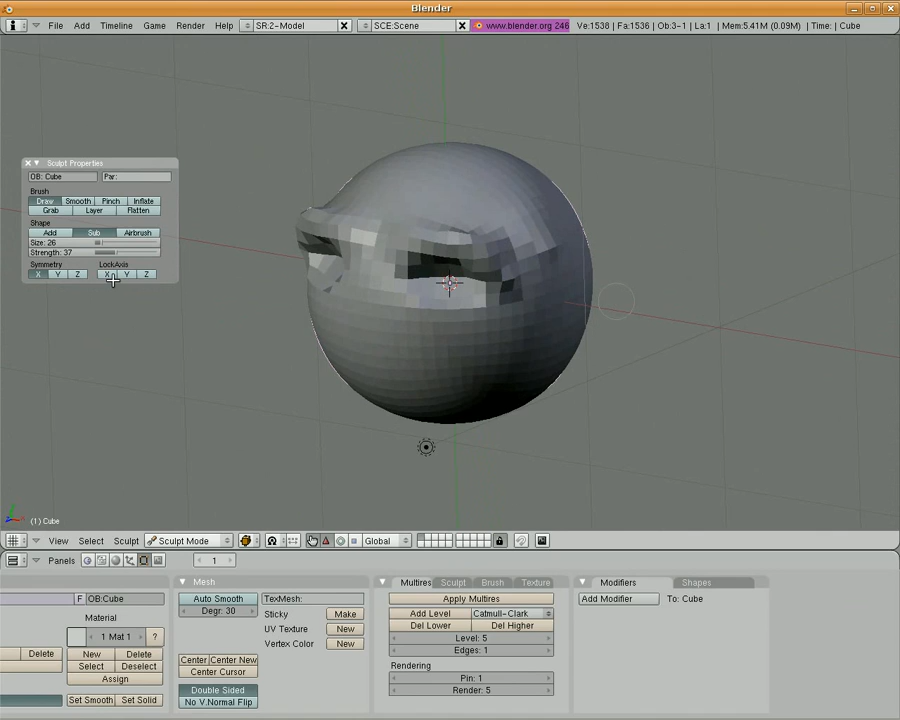 Blender
File Add Timeline Game Render Help SR:2-Model SCE:Scene www.blender.org 246 Ve:1538 | Fa:1536 | Ob:3-1 | La:1 | Mem:5.41M (0.09M) | Time: | Cube
Sculpt Properties
OB: Cube Par:
Brush
Draw Smooth Pinch Inflate
Grab Layer Flatten
Shape
Add Sub Airbrush
Size: 26
Strength: 37
Symmetry LockAxis
X Y Z X Y Z
(1) Cube
View Select Sculpt Sculpt Mode Global
Panels 1
F OB:Cube
Material
1 Mat 1 ?
Delete New Delete
Select Deselect
Assign
Set Smooth Set Solid
Mesh
Auto Smooth TexMesh:
Degr: 30 Sticky Make
UV Texture New
Vertex Color New
Center Center New
Center Cursor
Double Sided
No V.Normal Flip
Multires Sculpt Brush Texture
Apply Multires
Add Level Catmull-Clark
Del Lower Del Higher
Level: 5
Edges: 1
Rendering
Pin: 1
Render: 5
Modifiers Shapes
Add Modifier To: Cube